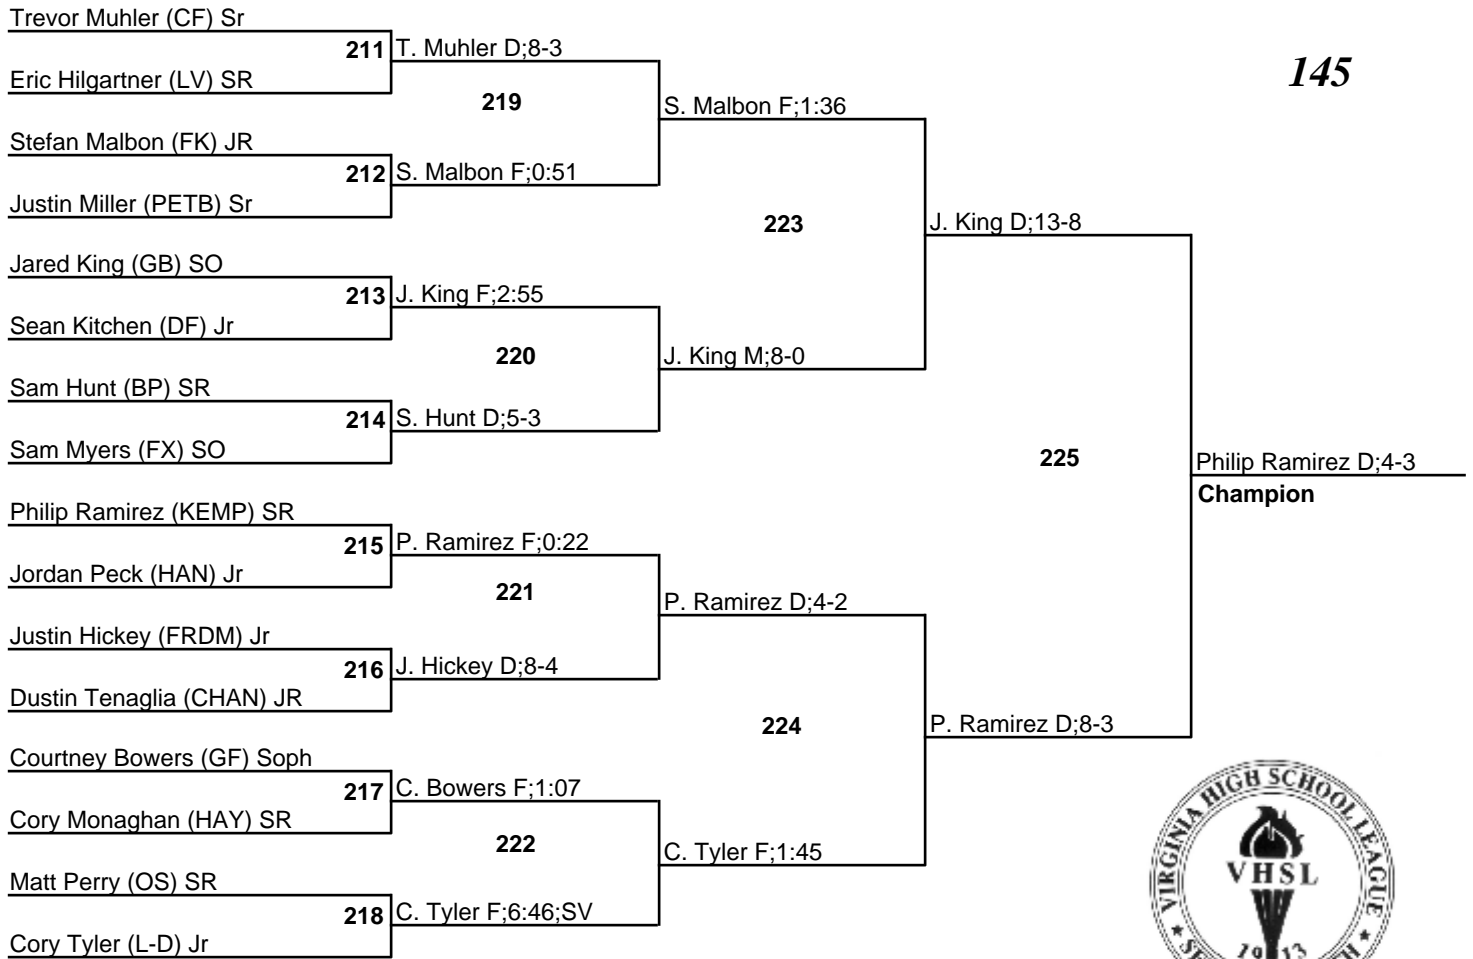 Trevor Muhler (CF) Sr
211 T. Muhler D;8-3
Eric Hilgartner (LV) SR
145
219
S. Malbon F;1:36
Stefan Malbon (FK) JR
212 S. Malbon F;0:51
Justin Miller (PETB) Sr
223
J. King D;13-8
Jared King (GB) SO
213 J. King F;2:55
Sean Kitchen (DF) Jr
220
J. King M;8-0
Sam Hunt (BP) SR
214 S. Hunt D;5-3
Sam Myers (FX) SO
225
Philip Ramirez D;4-3
Champion
Philip Ramirez (KEMP) SR
215 P. Ramirez F;0:22
Jordan Peck (HAN) Jr
221
P. Ramirez D;4-2
Justin Hickey (FRDM) Jr
216 J. Hickey D;8-4
Dustin Tenaglia (CHAN) JR
224
P. Ramirez D;8-3
Courtney Bowers (GF) Soph
217 C. Bowers F;1:07
Cory Monaghan (HAY) SR
222
C. Tyler F;1:45
Matt Perry (OS) SR
218 C. Tyler F;6:46;SV
Cory Tyler (L-D) Jr
VIRGINIA HIGH SCHOOL LEAGUE
VHSL
1913